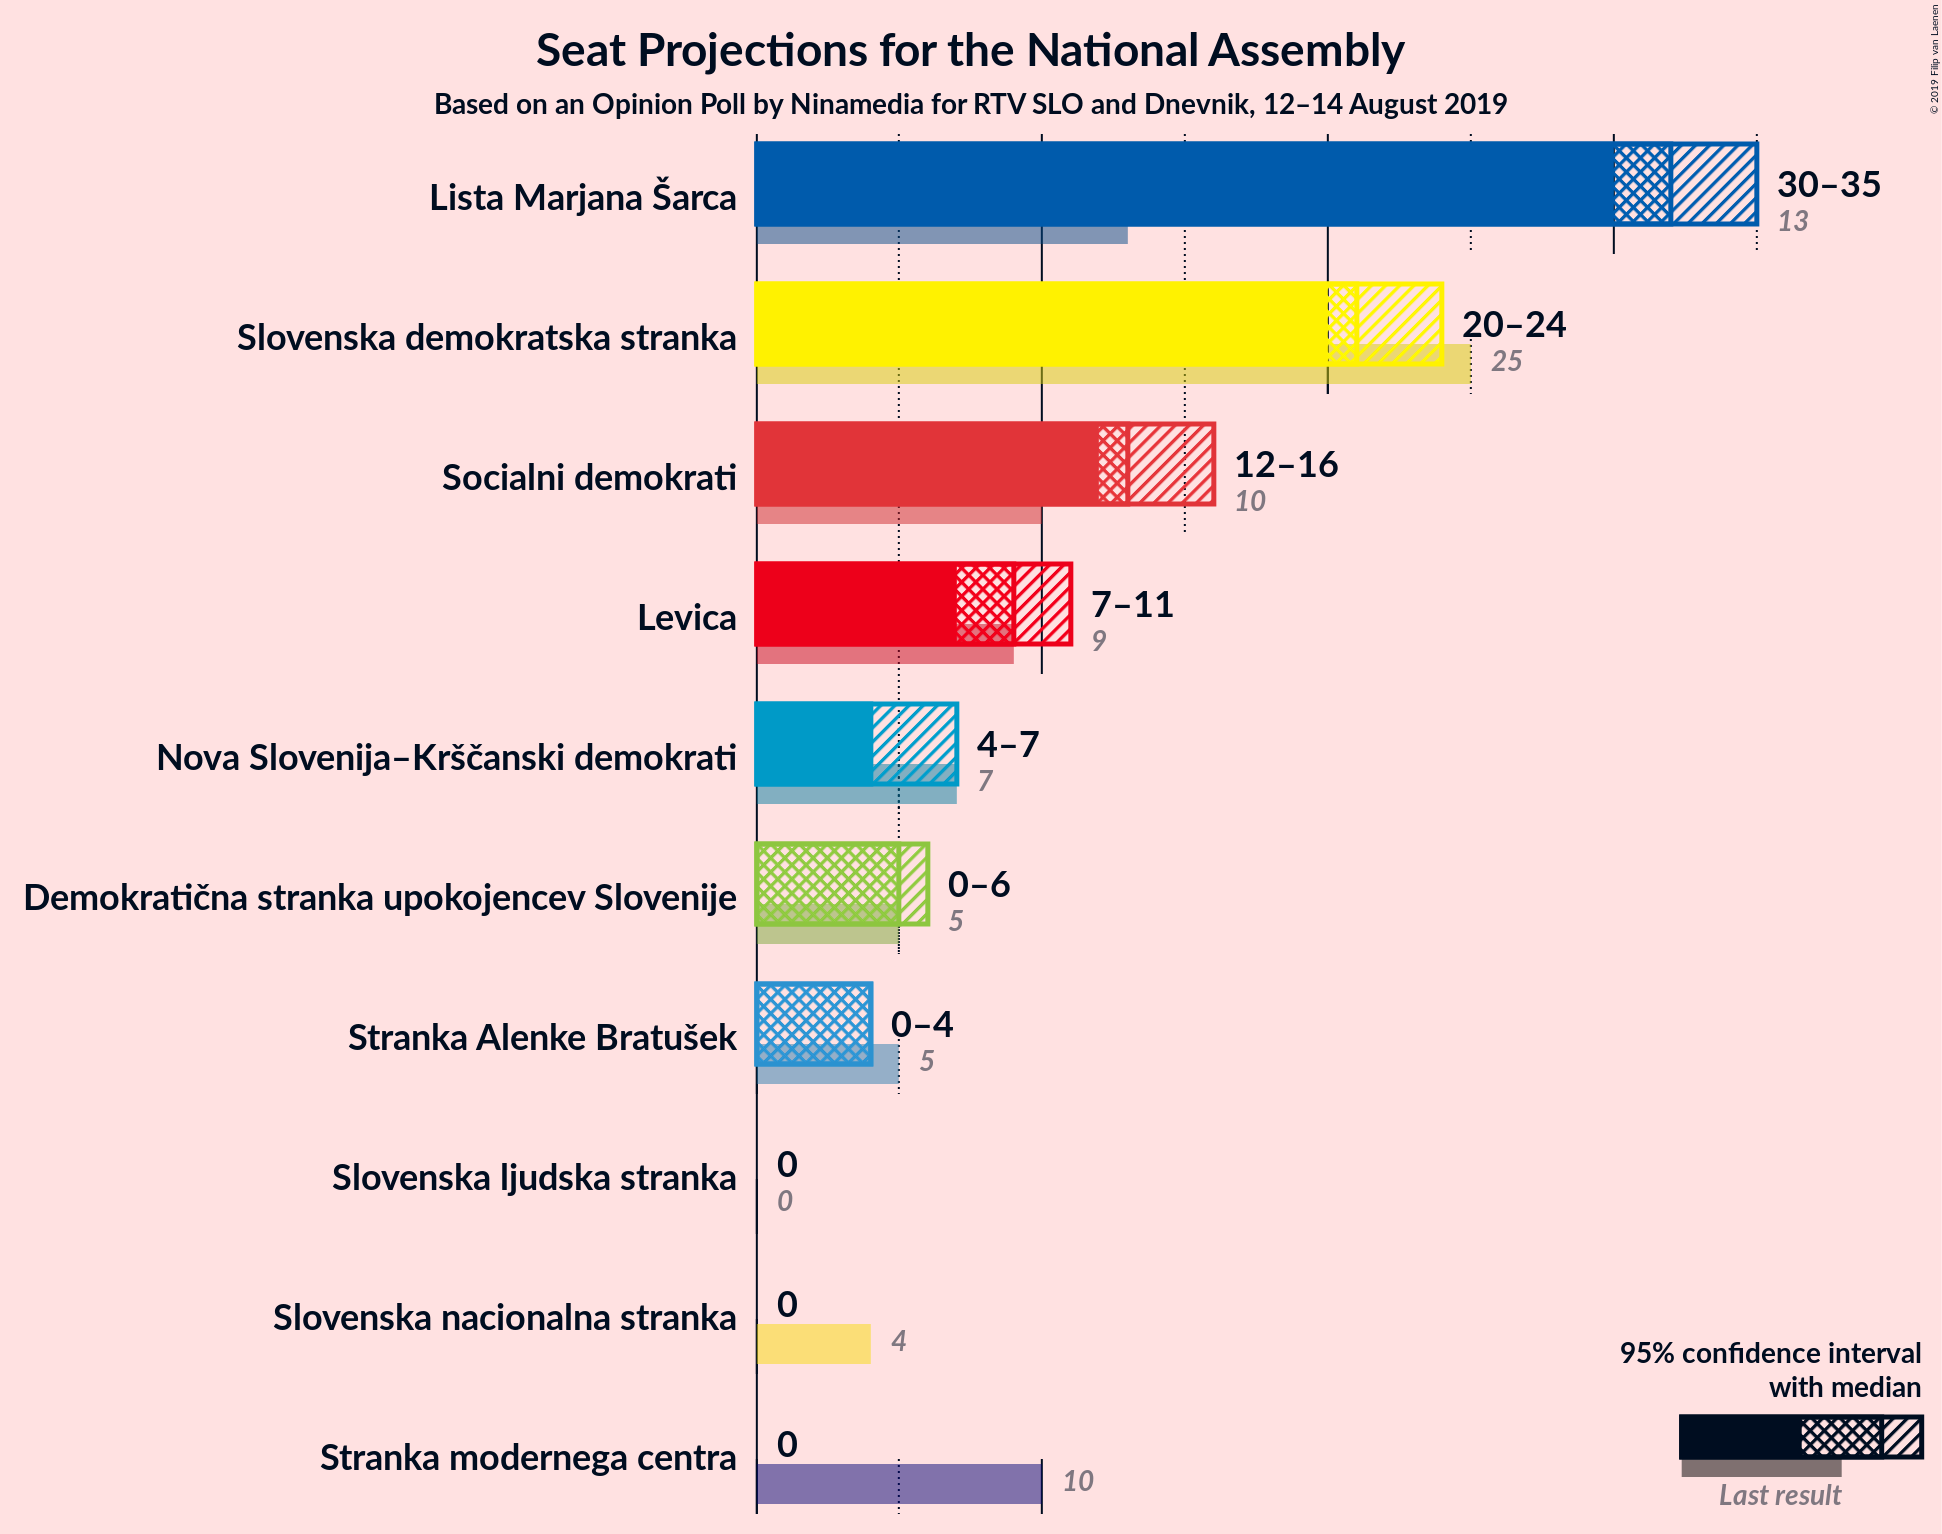 Seat Projections for the National Assembly
Based on an Opinion Poll by Ninamedia for RTV SLO and Dnevnik, 12–14 August 2019
© 2019 Filip van Laenen
Lista Marjana Šarca
30–35
13
Slovenska demokratska stranka
20–24
25
Socialni demokrati
12–16
10
Levica
7–11
9
Nova Slovenija–Krščanski demokrati
4–7
7
Demokratična stranka upokojencev Slovenije
0–6
5
Stranka Alenke Bratušek
0–4
5
Slovenska ljudska stranka
0
0
Slovenska nacionalna stranka
0
4
Stranka modernega centra
0
10
95% confidence interval
with median
Last result